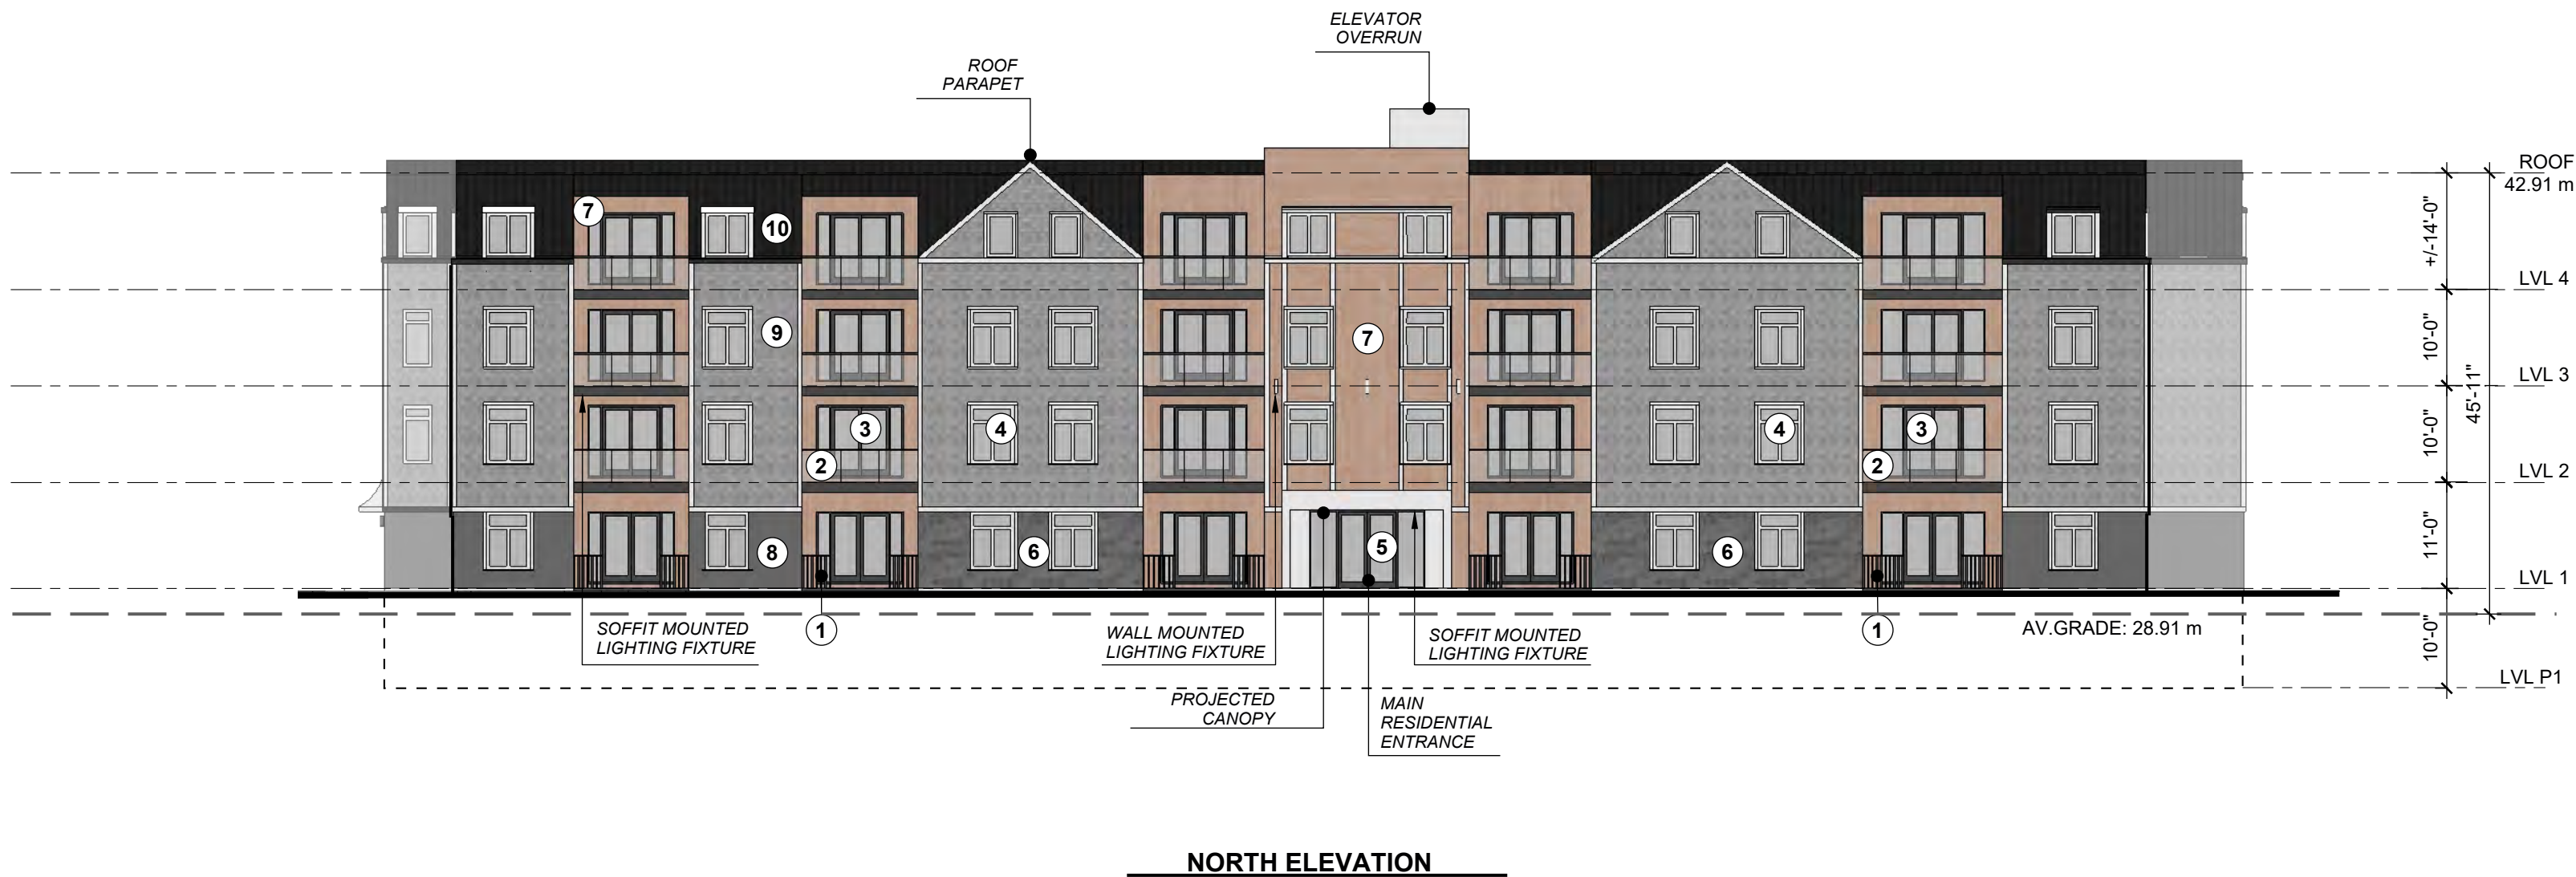 ELEVATOR
OVERRUN
ROOF
PARAPET
ROOF
42.91 m
7
10
+/-14'-0"
LVL 4
9
7
10'-0"
LVL 3
45'-11"
3
4
4
3
10'-0"
2
2
LVL 2
8
6
5
6
11'-0"
LVL 1
SOFFIT MOUNTED
LIGHTING FIXTURE
1
WALL MOUNTED
LIGHTING FIXTURE
SOFFIT MOUNTED
LIGHTING FIXTURE
1
AV.GRADE: 28.91 m
10'-0"
LVL P1
PROJECTED
CANOPY
MAIN
RESIDENTIAL
ENTRANCE
NORTH ELEVATION